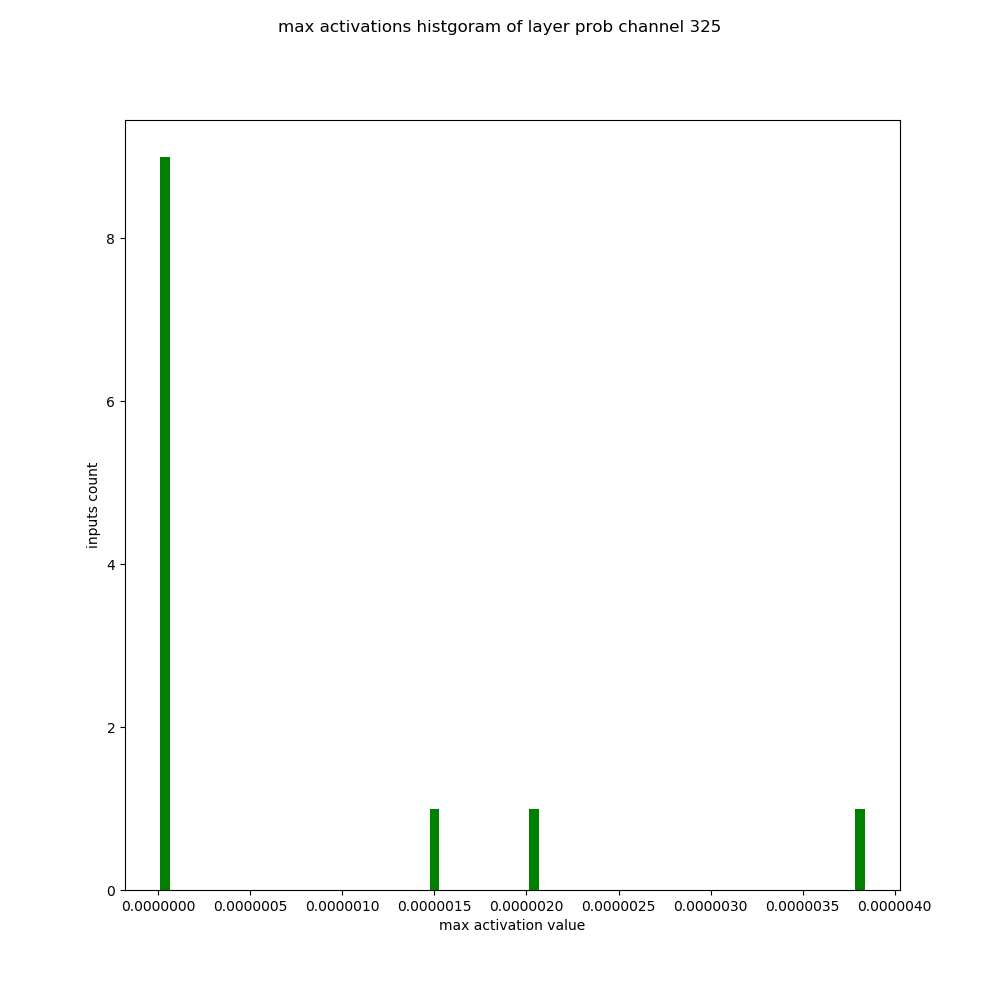 max activations histgoram of layer prob channel 325
8
6
4
2
0
inputs count
0.0000000 0.0000005 0.0000010 0.0000015 0.0000020 0.0000025 0.0000030 0.0000035 0.0000040
max activation value